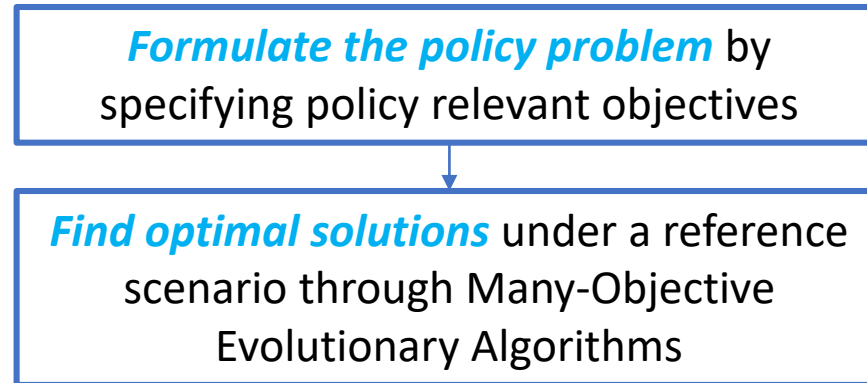 Formulate the policy problem by
specifying policy relevant objectives
Find optimal solutions under a reference
scenario through Many-Objective
Evolutionary Algorithms